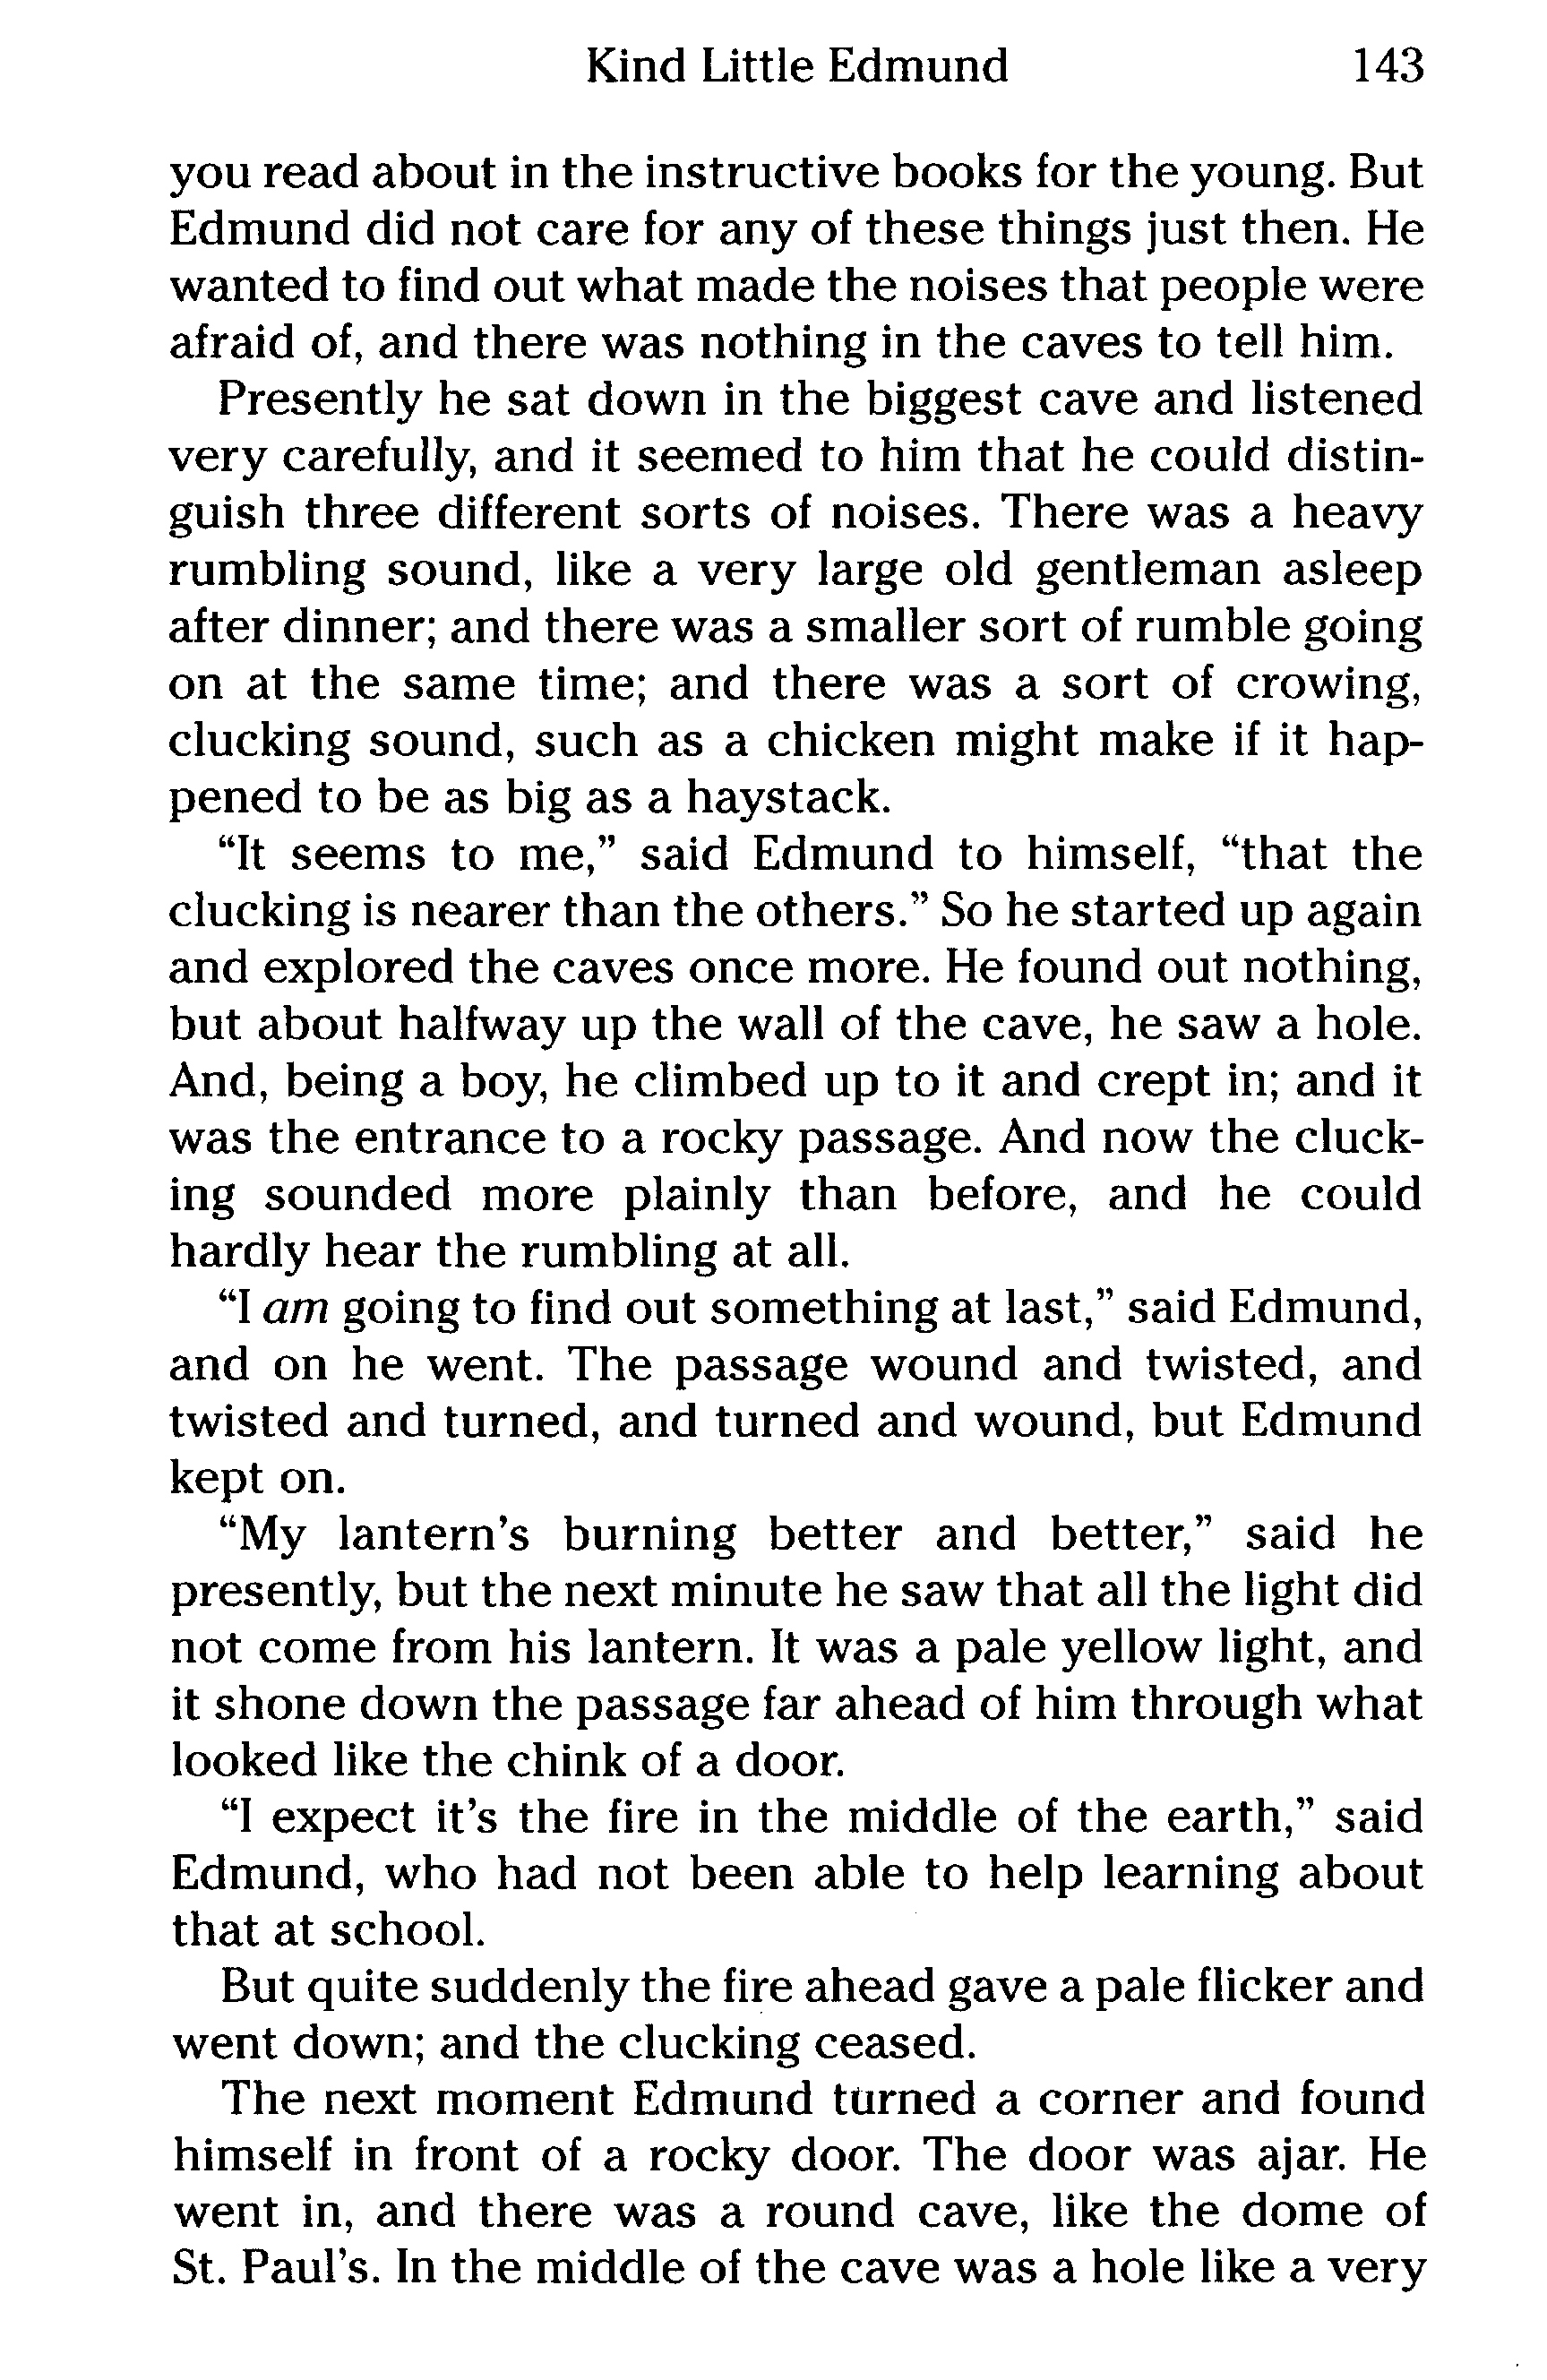 Kind Little Edmund 143
you read about in the instructive books for the young. But
Edmund did not care for any of these things just then. He
wanted to find out what made the noises that people were
afraid of, and there was nothing in the caves to tell him.
Presently he sat down in the biggest cave and listened
very carefully, and it seemed to him that he could distin-
guish three different sorts of noises. There was a heavy
rumbling sound, like a very large old gentleman asleep
after dinner; and there was a smaller sort of rumble going
on at the same time; and there was a sort of crowing,
clucking sound, such as a chicken might make if it hap-
pened to be as big as a haystack.
“It seems to me,” said Edmund to himself, “that the
clucking is nearer than the others.” So he started up again
and explored the caves once more. He found out nothing,
but about halfway up the wall of the cave, he saw a hole.
And, being a boy, he climbed up to it and crept in; and it
was the entrance to a rocky passage. And now the cluck-
ing sounded more plainly than before, and he could
hardly hear the rumbling at all.
“I am going to find out something at last,” said Edmund,
and on he went. The passage wound and twisted, and
twisted and turned, and turned and wound, but Edmund
kept on.
“My lantern’s burning better and better,” said he
presently, but the next minute he saw that all the light did
not come from his lantern. It was a pale yellow light, and
it shone down the passage far ahead of him through what
looked like the chink of a door.
“I expect it’s the fire in the middle of the earth,” said
Edmund, who had not been able to help learning about
that at school.
But quite suddenly the fire ahead gave a pale flicker and
went down; and the clucking ceased.
The next moment Edmund turned a corner and found
himself in front of a rocky door. The door was ajar. He
went in, and there was a round cave, like the dome of
St. Paul’s. In the middle of the cave was a hole like a very